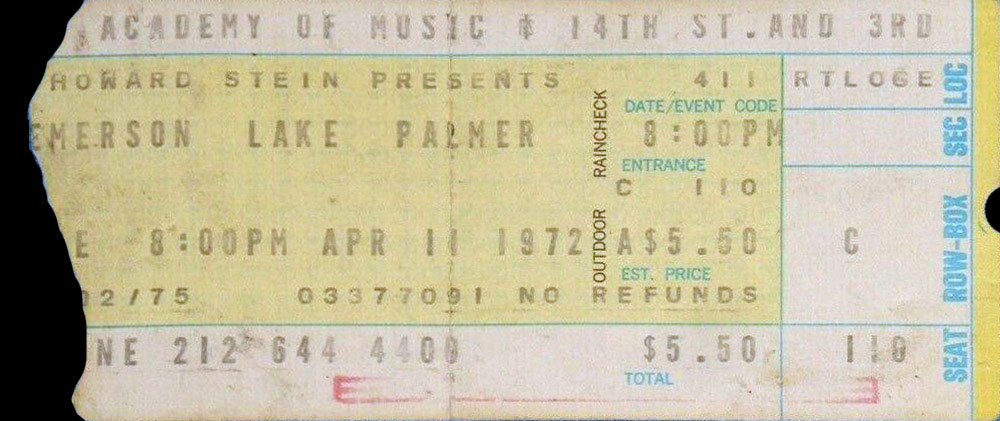 ACADEMY OF MUSIC * 14TH ST. AND 3RD
HOWARD STEIN PRESENTS 411 RTLOGE
DATE/EVENT CODE
EMERSON LAKE PALMER 8:00PM
ENTRANCE
C 110
E 8:00PM APR 11 1972 A$5.50 C
EST. PRICE
02/75 03377091 NO REFUNDS
NE 212 644 4400 $5.50 110
TOTAL
OUTDOOR RAINCHECK
SEAT ROW-BOX SEC LOC